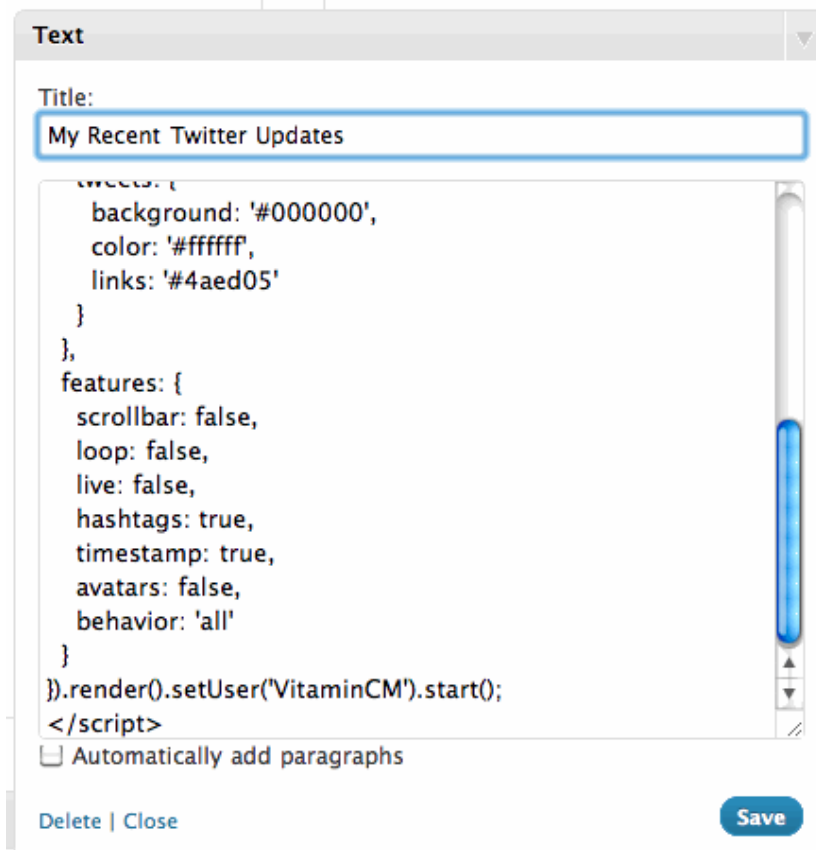 Text
Title:
My Recent Twitter Updates
tweets: {
background: '#000000',
color: '#ffffff',
links: '#4aed05'
}
},
features: {
scrollbar: false,
loop: false,
live: false,
hashtags: true,
timestamp: true,
avatars: false,
behavior: 'all'
}
}).render().setUser('VitaminCM').start();
</script>
Automatically add paragraphs
Delete | Close
Save